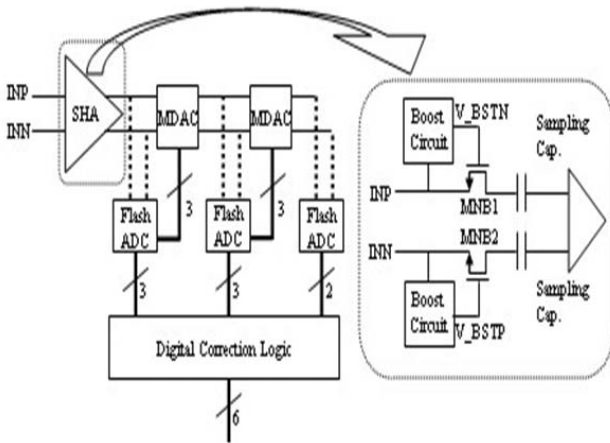 INP
INN
SHA
MDAC
MDAC
3
3
Flash
ADC
Flash
ADC
Flash
ADC
3
3
2
Digital Correction Logic
6
Boost
Circuit
V_BSTN
Sampling
Cap.
INP
MNB1
INN
MNB2
Boost
Circuit
V_BSTP
Sampling
Cap.